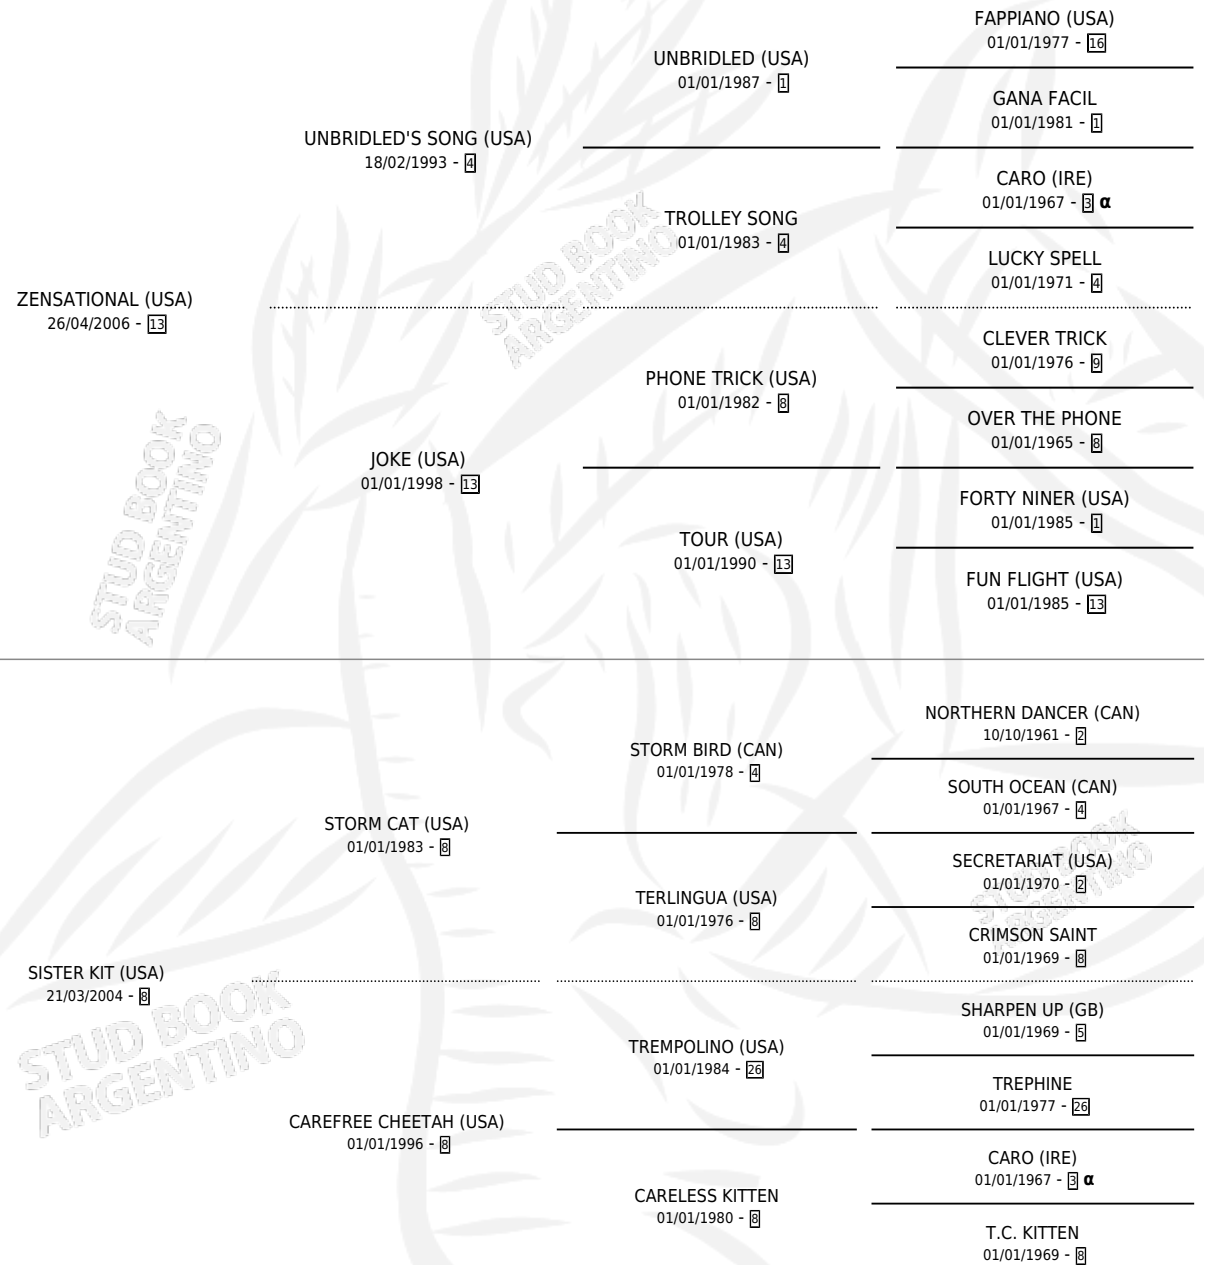 FAPPIANO (USA)
01/01/1977 - 16
UNBRIDLED (USA)
01/01/1987 - 1
GANA FACIL
01/01/1981 - 1
UNBRIDLED'S SONG (USA)
18/02/1993 - 4
CARO (IRE)
01/01/1967 - 3 α
TROLLEY SONG
01/01/1983 - 4
LUCKY SPELL
01/01/1971 - 4
STUD BOOK
ARGENTINO
ZENSATIONAL (USA)
26/04/2006 - 13
CLEVER TRICK
01/01/1976 - 9
PHONE TRICK (USA)
01/01/1982 - 8
OVER THE PHONE
01/01/1965 - 8
JOKE (USA)
01/01/1998 - 13
FORTY NINER (USA)
01/01/1985 - 1
TOUR (USA)
01/01/1990 - 13
FUN FLIGHT (USA)
01/01/1985 - 13
STUD BOOK
ARGENTINO
NORTHERN DANCER (CAN)
10/10/1961 - 2
STORM BIRD (CAN)
01/01/1978 - 4
SOUTH OCEAN (CAN)
01/01/1967 - 4
STORM CAT (USA)
01/01/1983 - 8
SECRETARIAT (USA)
01/01/1970 - 2
TERLINGUA (USA)
01/01/1976 - 8
CRIMSON SAINT
01/01/1969 - 8
STUD BOOK
ARGENTINO
SISTER KIT (USA)
21/03/2004 - 8
SHARPEN UP (GB)
01/01/1969 - 5
TREMPOLINO (USA)
01/01/1984 - 26
TREPHINE
01/01/1977 - 26
STUD BOOK
ARGENTINO
CAREFREE CHEETAH (USA)
01/01/1996 - 8
CARO (IRE)
01/01/1967 - 3 α
CARELESS KITTEN
01/01/1980 - 8
T.C. KITTEN
01/01/1969 - 8